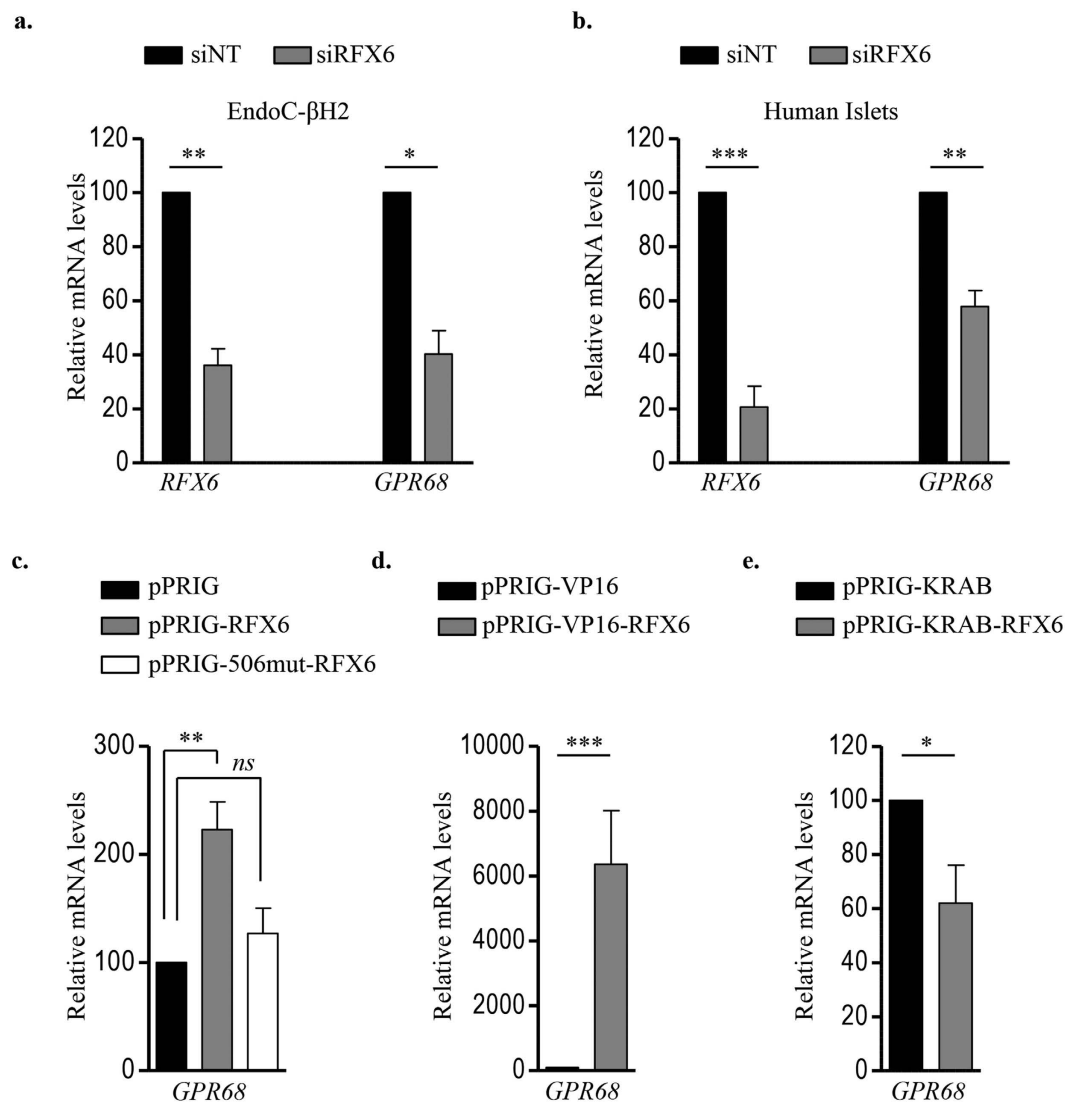 a.
siNT siRFX6
EndoC-βH2
Relative mRNA levels
120
100
80
60
40
20
0
** *
RFX6 GPR68
b.
siNT siRFX6
Human Islets
Relative mRNA levels
120
100
80
60
40
20
0
*** **
RFX6 GPR68
c.
pPRIG
pPRIG-RFX6
pPRIG-506mut-RFX6
Relative mRNA levels
300
200
100
0
**
ns
GPR68
d.
pPRIG-VP16
pPRIG-VP16-RFX6
Relative mRNA levels
10000
8000
6000
4000
2000
0
***
GPR68
e.
pPRIG-KRAB
pPRIG-KRAB-RFX6
Relative mRNA levels
120
100
80
60
40
20
0
*
GPR68